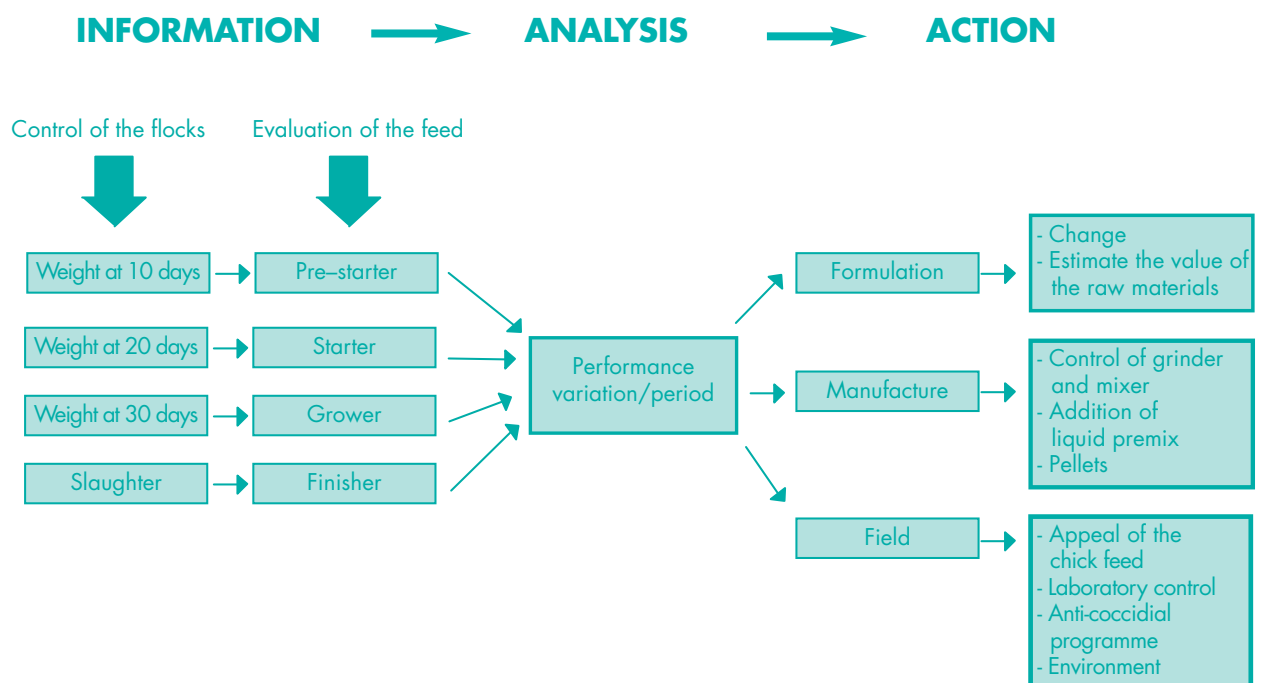 INFORMATION
ANALYSIS
ACTION
Control of the flocks
Evaluation of the feed
Weight at 10 days
Pre–starter
Weight at 20 days
Starter
Weight at 30 days
Grower
Slaughter
Finisher
Performance
variation/period
Formulation
- Change
- Estimate the value of
the raw materials
Manufacture
- Control of grinder
and mixer
- Addition of
liquid premix
- Pellets
Field
- Appeal of the
chick feed
- Laboratory control
- Anti-coccidial
programme
- Environment